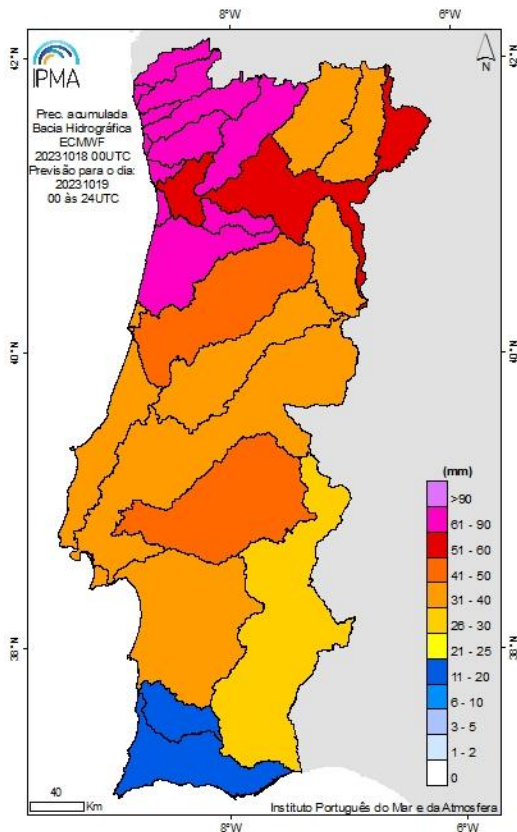 8°W
6°W
42°N
42°N
N
IPMA
Prec. acumulada
Bacia Hidrográfica
ECMWF
20231018 00UTC
Previsão para o dia:
20231019
00 às 24UTC
40°N
40°N
(mm)
>90
61 - 90
51 - 60
41 - 50
31 - 40
26 - 30
21 - 25
11 - 20
6 - 10
3 - 5
1 - 2
0
38°N
38°N
40
Km
Instituto Português do Mar e da Atmosfera
8°W
6°W